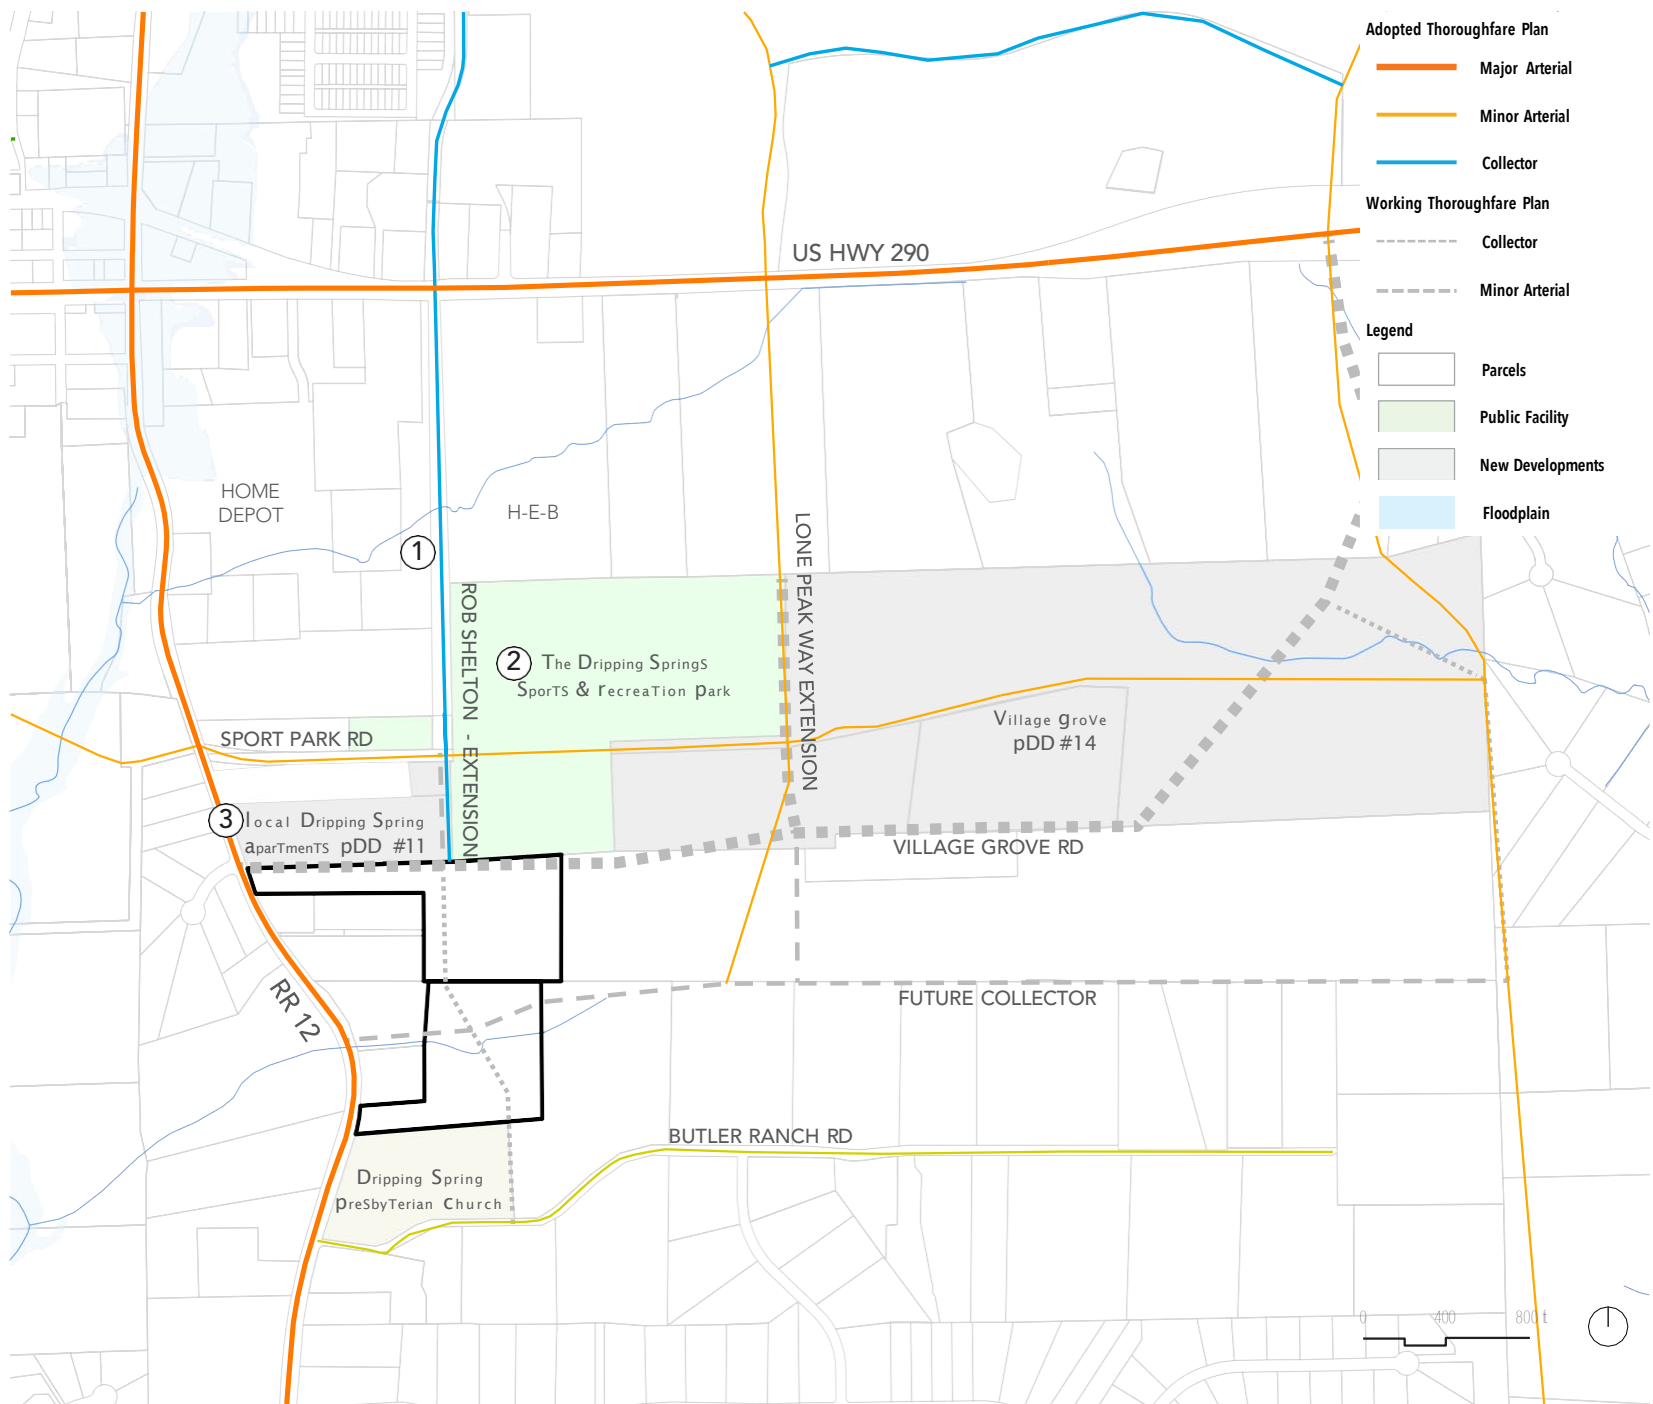 Adopted Thoroughfare Plan
Major Arterial
Minor Arterial
Collector
Working Thoroughfare Plan
Collector
Minor Arterial
Legend
Parcels
Public Facility
New Developments
Floodplain
US HWY 290
HOME
DEPOT
H-E-B
1
LONE PEAK WAY EXTENSION
ROB SHELTON - EXTENSION
2
The Dripping SpringS
SporTS & recreaTion park
SPORT PARK RD
Village groVe
pDD #14
3
local Dripping Spring
aparTmenTS pDD #11
VILLAGE GROVE RD
RR 12
FUTURE COLLECTOR
BUTLER RANCH RD
Dripping Spring
preSbyTerian church
0 400 800 t